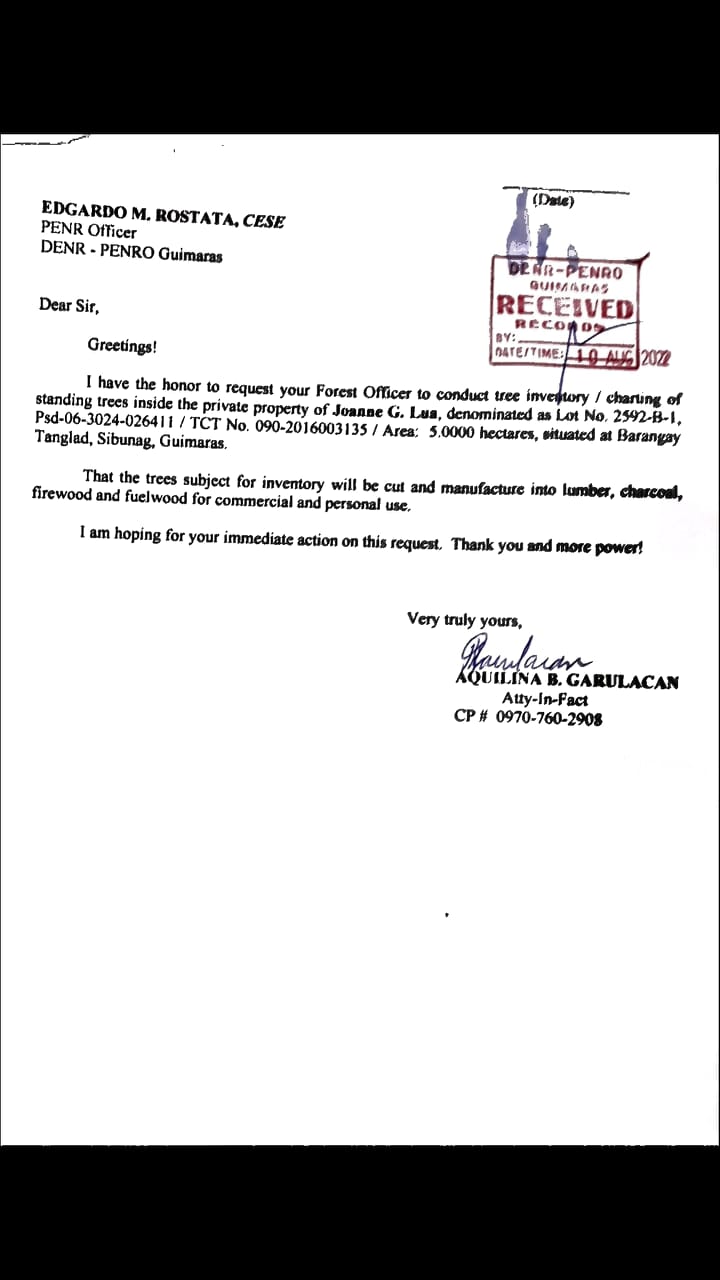 (Date)
EDGARDO M. ROSTATA, CESE
PENR Officer
DENR - PENRO Guimaras
DENR-PENRO
GUIMARAS
RECEIVED
RECORDS
BY:
DATE/TIME: 10 AUG 2022
Dear Sir,
Greetings!
I have the honor to request your Forest Officer to conduct tree inventory / charting of
standing trees inside the private property of Joanne G. Lua, denominated as Lot No. 2592-B-1,
Psd-06-3024-026411 / TCT No. 090-2016003135 / Area: 5.0000 hectares, situated at Barangay
Tanglad, Sibunag, Guimaras.
That the trees subject for inventory will be cut and manufacture into lumber, charcoal,
firewood and fuelwood for commercial and personal use.
I am hoping for your immediate action on this request. Thank you and more power!
Very truly yours,
AQUILINA B. GARULACAN
Atty-In-Fact
CP # 0970-760-2908